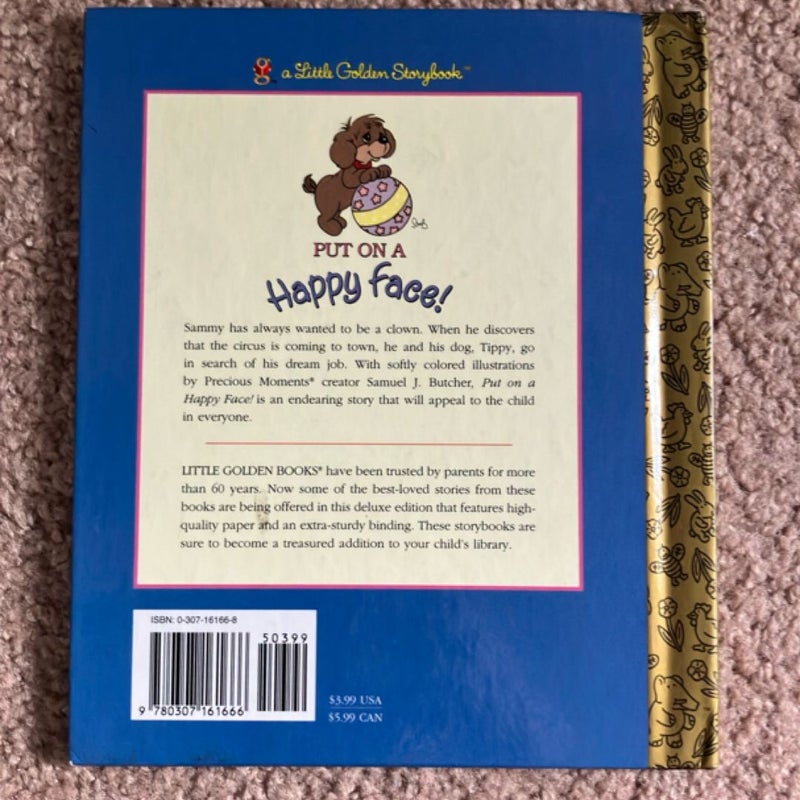 a Little Golden Storybook™
PUT ON A
Happy Face!
Sammy has always wanted to be a clown. When he discovers
that the circus is coming to town, he and his dog, Tippy, go
in search of his dream job. With softly colored illustrations
by Precious Moments® creator Samuel J. Butcher, Put on a
Happy Face! is an endearing story that will appeal to the child
in everyone.
LITTLE GOLDEN BOOKS® have been trusted by parents for more
than 60 years. Now some of the best-loved stories from these
books are being offered in this deluxe edition that features high-
quality paper and an extra-sturdy binding. These storybooks are
sure to become a treasured addition to your child's library.
ISBN: 0-307-16166-8
50399
9 780307 161666
$3.99 USA
$5.99 CAN